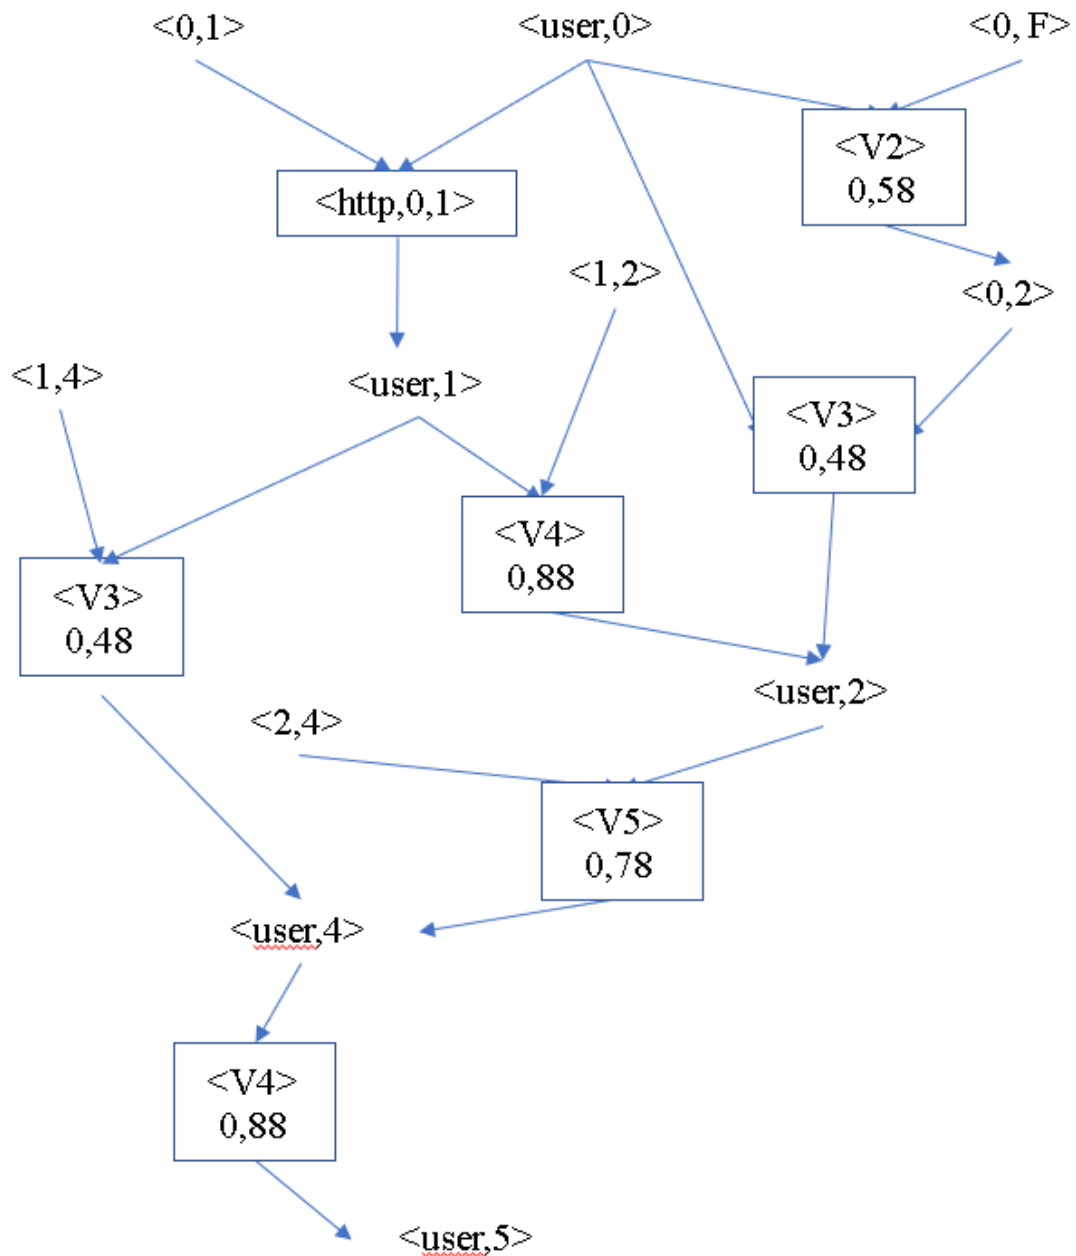 <0,1>
<user,0>
<0, F>
<V2>
0,58
<http,0,1>
<1,2>
<0,2>
<1,4>
<user,1>
<V3>
0,48
<V4>
0,88
<V3>
0,48
<user,2>
<2,4>
<V5>
0,78
<user,4>
<V4>
0,88
<user,5>